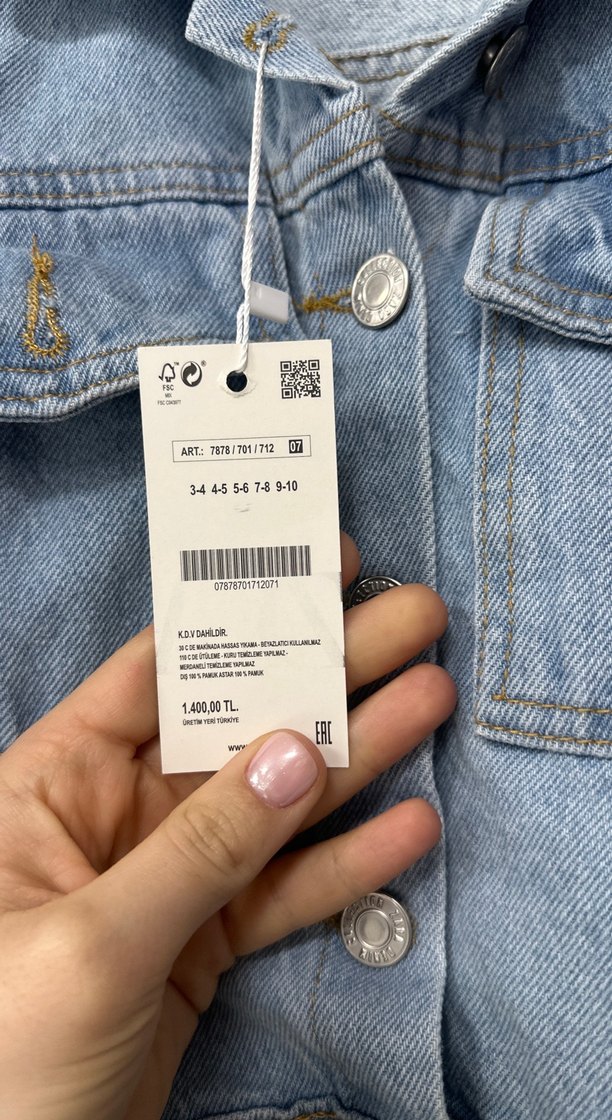 FSC
MIX
ART.: 7878 / 701 / 712 07
3-4 4-5 5-6 7-8 9-10
07878701712071
K.D.V DAHİLDİR.
30 C DE MAKİNADA HASSAS YIKAMA - BEYAZLATICI KULLANILMAZ
110 C DE ÜTÜLEME - KURU TEMİZLEME YAPILMAZ -
MERDANELİ TEMİZLEME YAPILMAZ
DIŞ 100 % PAMUK ASTAR 100 % PAMUK
1.400,00 TL.
ÜRETİM YERİ TÜRKİYE
EAC
www.